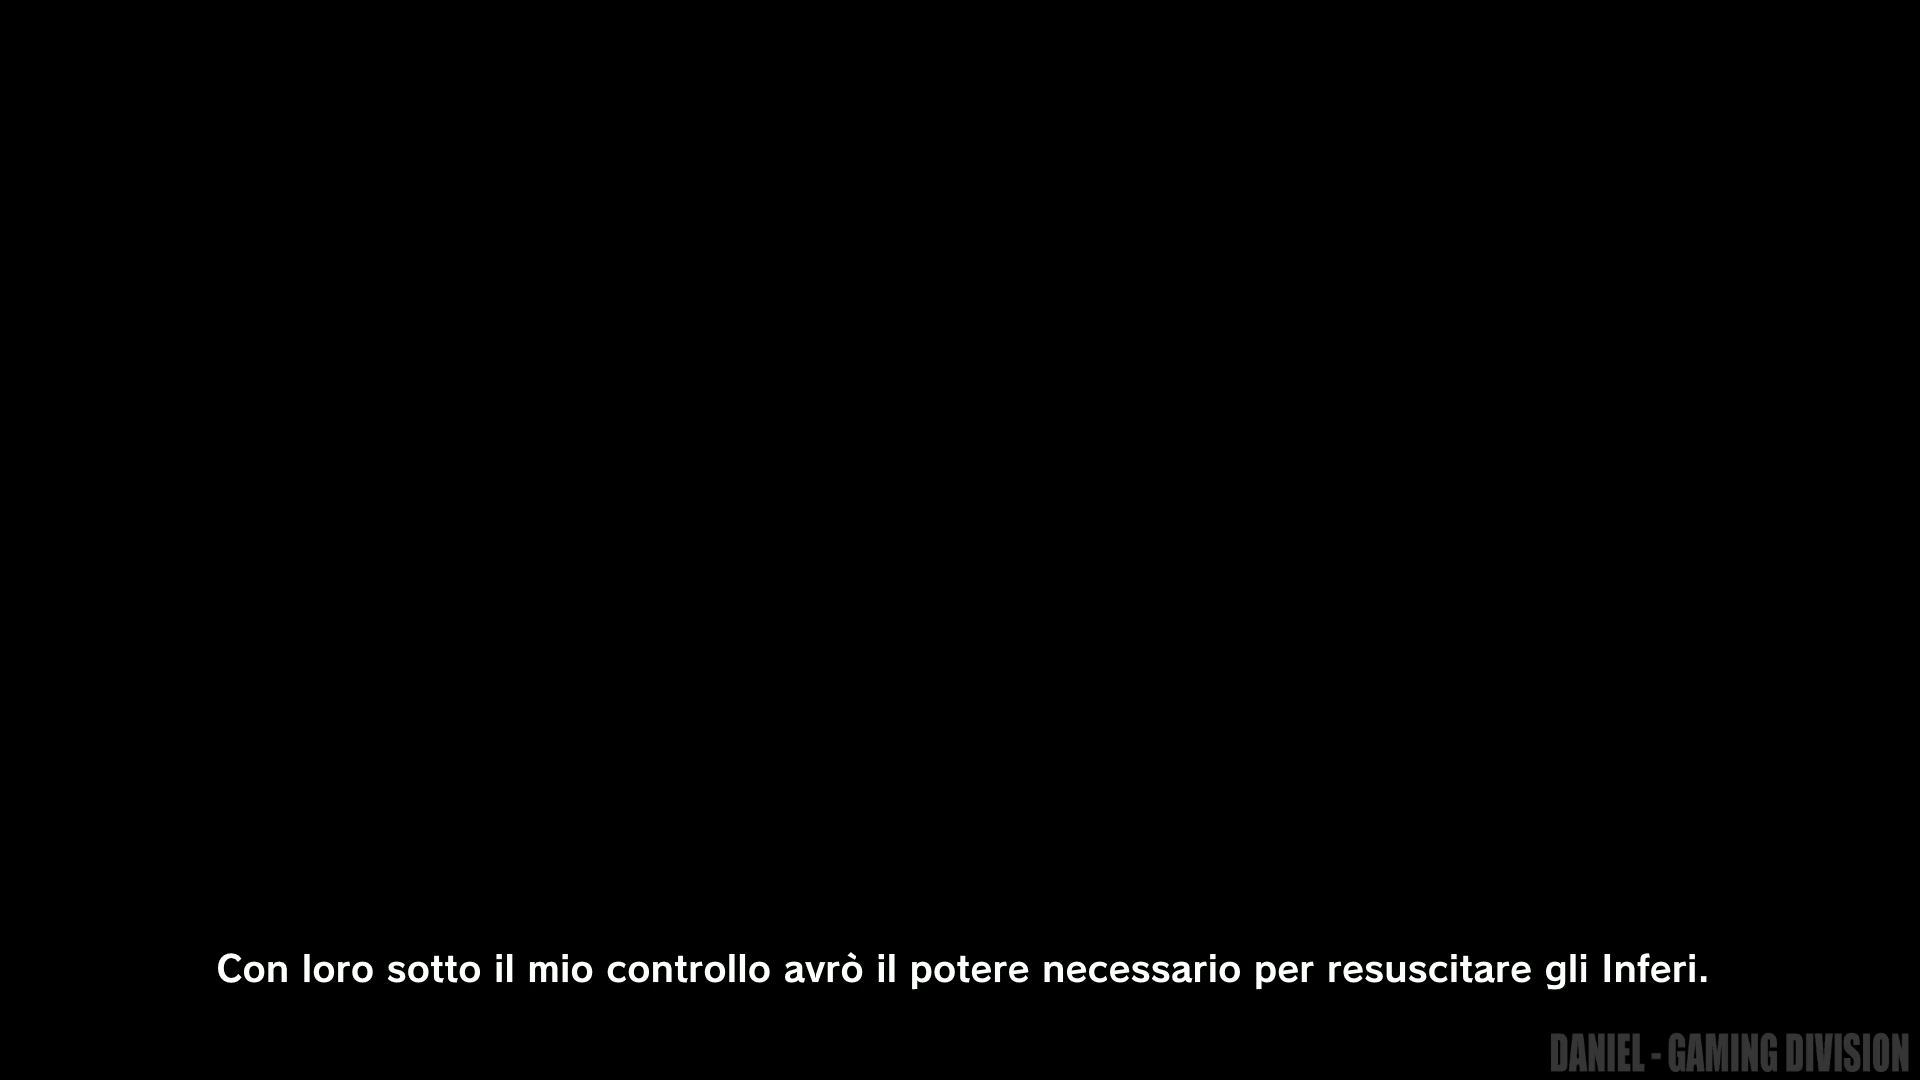 Con loro sotto il mio controllo avrò il potere necessario per resuscitare gli Inferi.
DANIEL - GAMING DIVISION